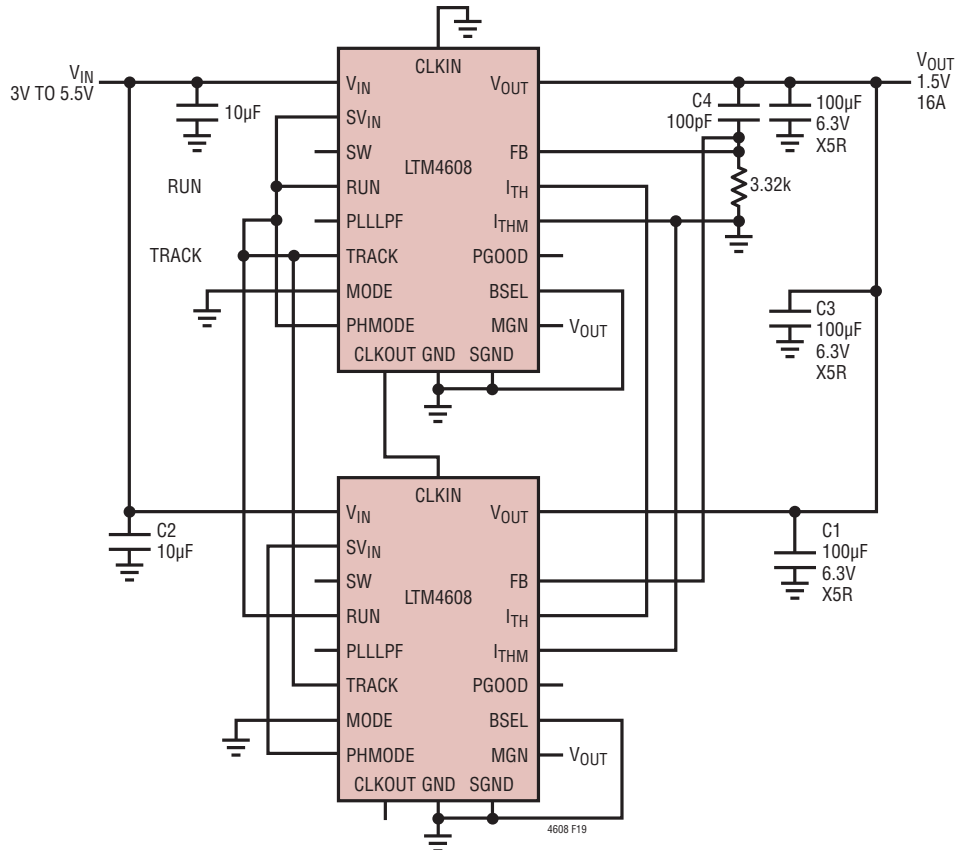 VIN
3V TO 5.5V
10µF
RUN
TRACK
CLKIN
VIN
SVIN
SW
RUN
PLLLPF
TRACK
MODE
PHMODE
LTM4608
VOUT
FB
ITH
ITHM
PGOOD
BSEL
MGN
CLKOUT GND SGND
VOUT
C4
100pF
100µF
6.3V
X5R
3.32k
VOUT
1.5V
16A
C3
100µF
6.3V
X5R
C2
10µF
CLKIN
VIN
SVIN
SW
RUN
PLLLPF
TRACK
MODE
PHMODE
LTM4608
VOUT
FB
ITH
ITHM
PGOOD
BSEL
MGN
CLKOUT GND SGND
VOUT
C1
100µF
6.3V
X5R
4608 F19